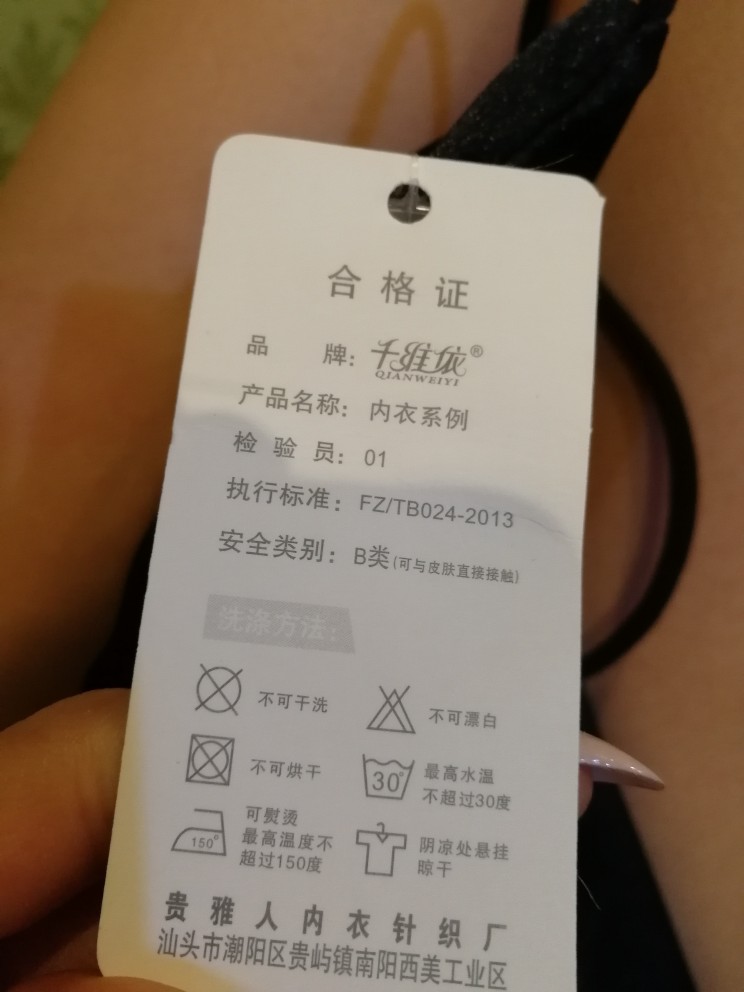 合格证
品 牌：千维依®
QIANWEIYI
产品名称：内衣系例
检 验 员：01
执行标准：FZ/TB024-2013
安全类别：B类(可与皮肤直接接触)
洗涤方法：
不可干洗
不可漂白
不可烘干
30°
最高水温
不超过30度
150°
可熨烫
最高温度不
超过150度
阴凉处悬挂
晾干
贵雅人内衣针织厂
汕头市潮阳区贵屿镇南阳西美工业区